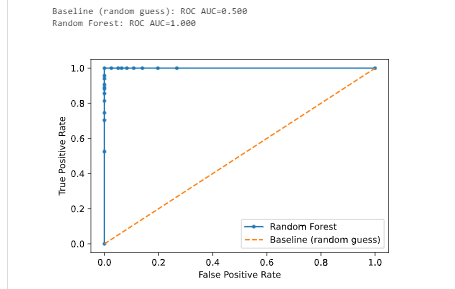 Baseline (random guess): ROC AUC=0.500
Random Forest: ROC AUC=1.000
1.0
0.8
0.6
0.4
0.2
0.0
True Positive Rate
Random Forest
Baseline (random guess)
0.0 0.2 0.4 0.6 0.8 1.0
False Positive Rate